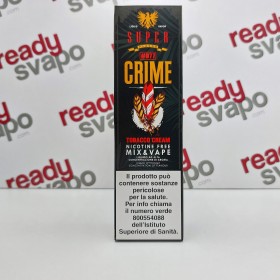 SUPER
CRIME
TOBACCO CREAM
NICOTINE FREE
MIX&VAPE
Il prodotto può
contenere sostanze
pericolose
per la salute.
Per info chiama
il numero verde
800554088
dell'Istituto
Superiore di Sanità.
ready
svapo
ready
svapo
ready
svapo
ready
svapo